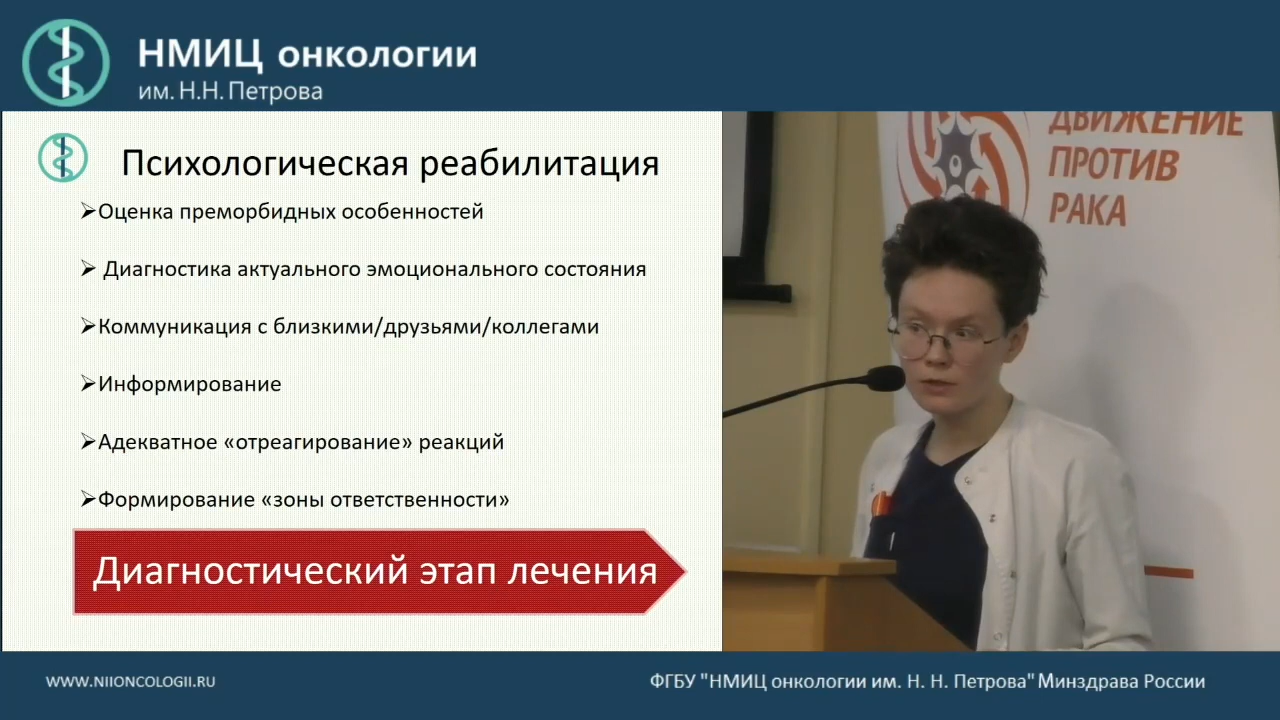 НМИЦ онкологии
им. Н.Н. Петрова
Психологическая реабилитация
➢Оценка преморбидных особенностей
➢ Диагностика актуального эмоционального состояния
➢Коммуникация с близкими/друзьями/коллегами
➢Информирование
➢Адекватное «отреагирование» реакций
➢Формирование «зоны ответственности»
Диагностический этап лечения
ДВИЖЕНИЕ
ПРОТИВ
РАКА
WWW.NIIONCOLOGII.RU
ФГБУ "НМИЦ онкологии им. Н. Н. Петрова" Минздрава России